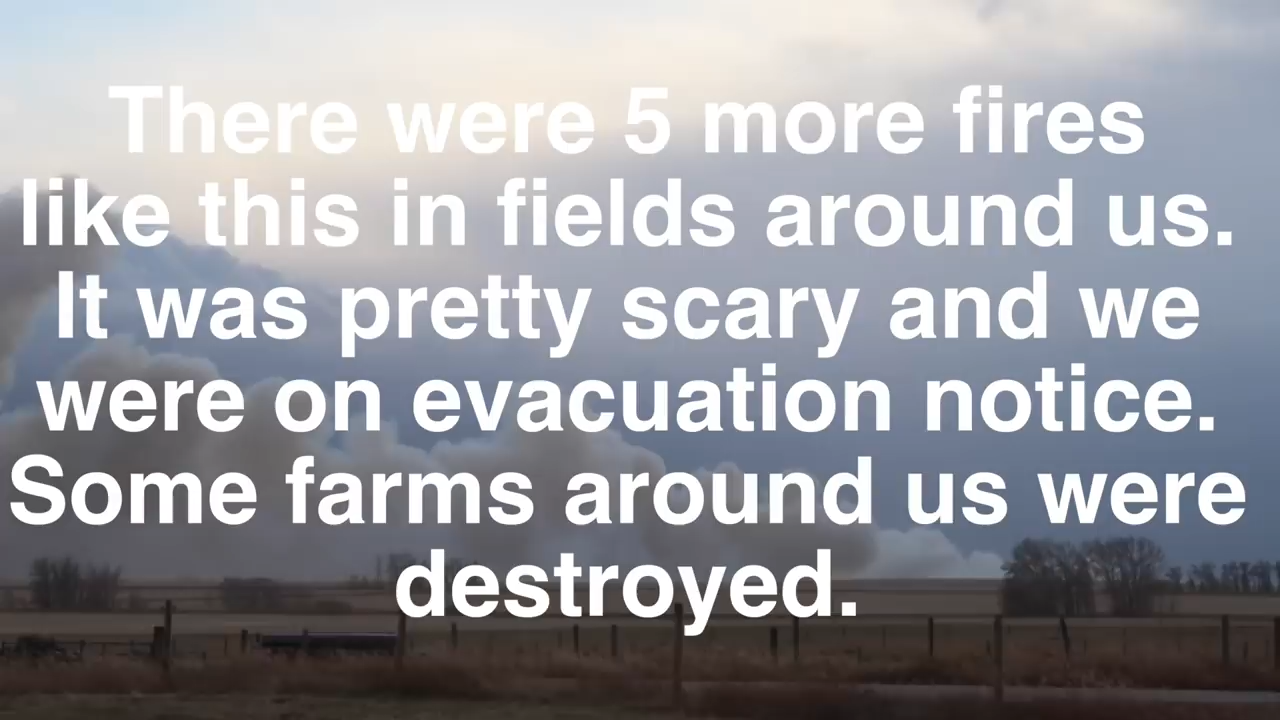 There were 5 more fires
like this in fields around us.
It was pretty scary and we
were on evacuation notice.
Some farms around us were
destroyed.